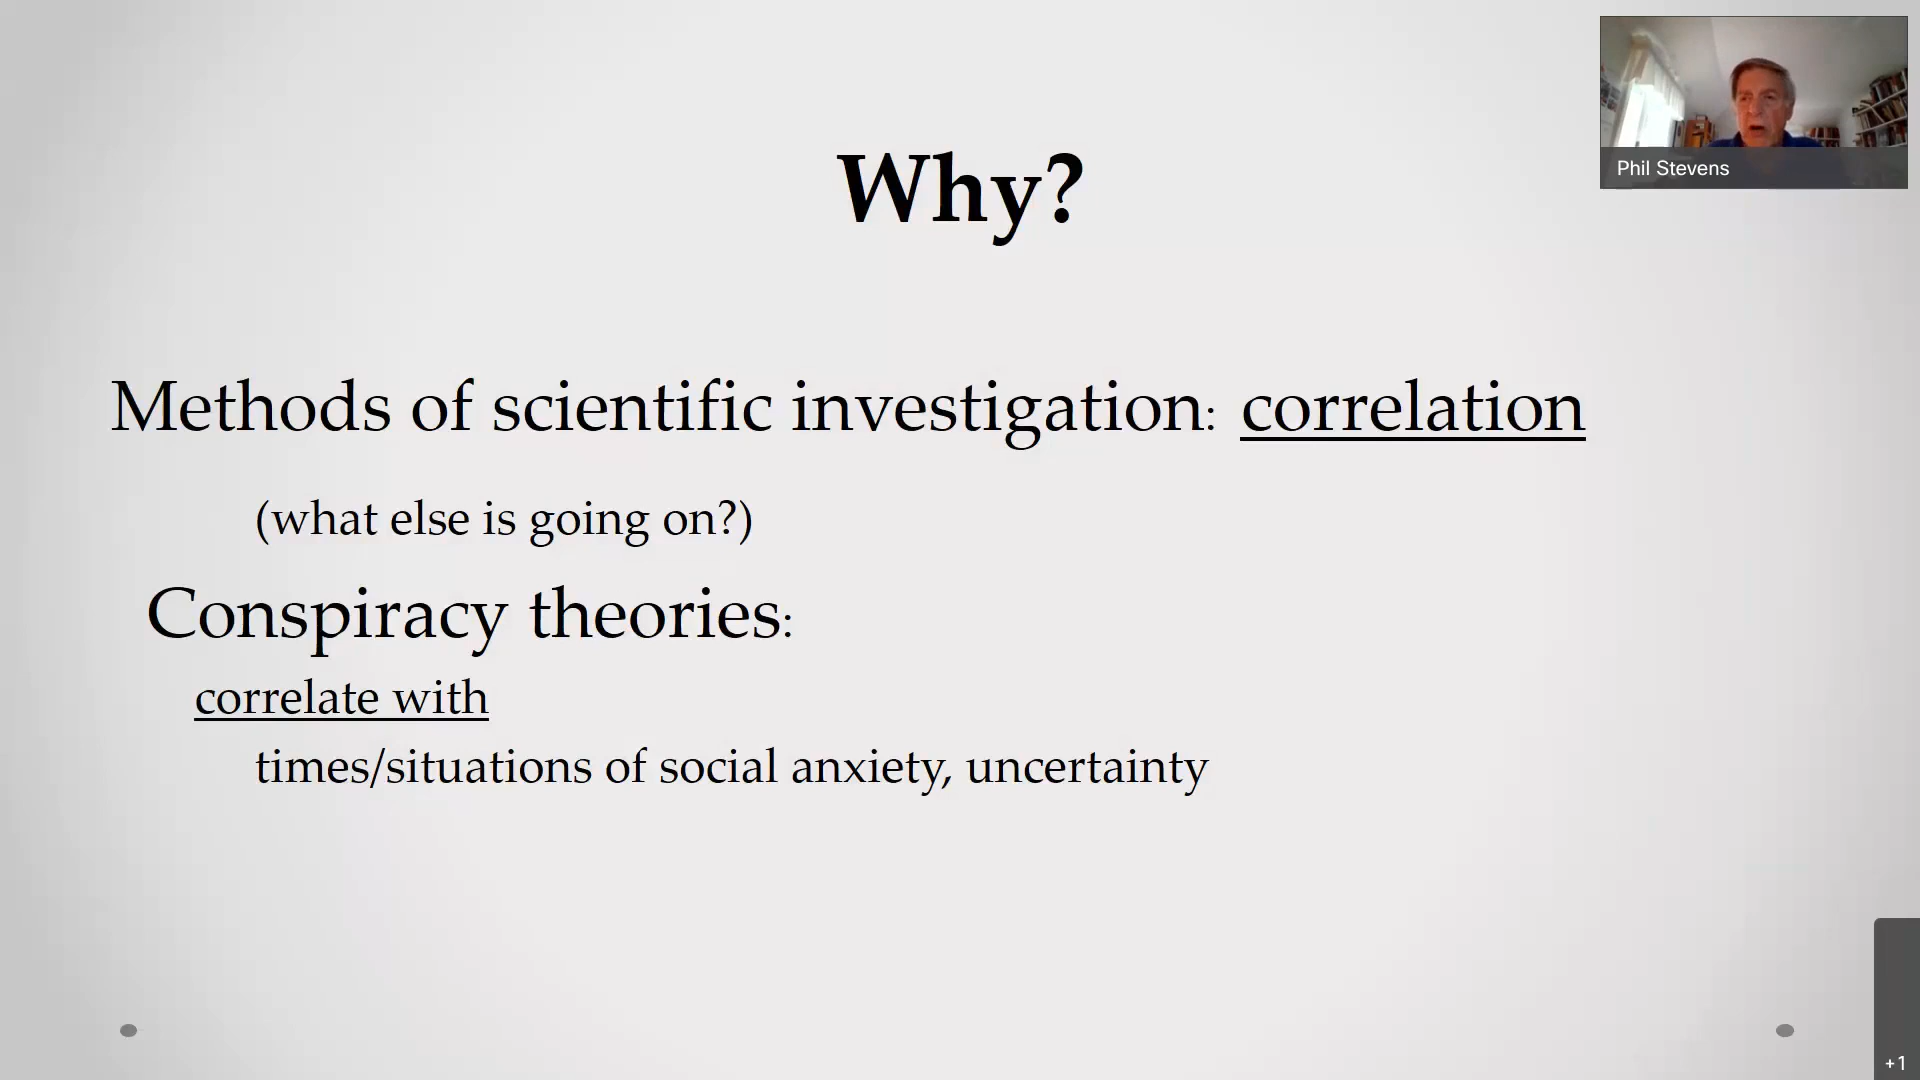 Why?
Phil Stevens
Methods of scientific investigation: correlation
(what else is going on?)
Conspiracy theories:
correlate with
times/situations of social anxiety, uncertainty
+1